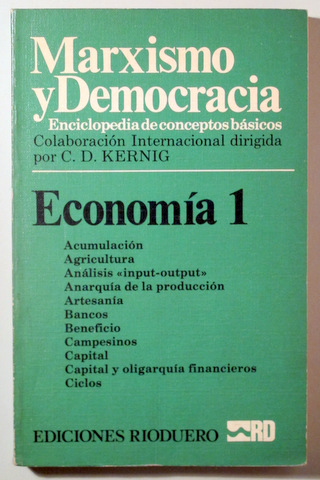 Marxismo
y Democracia
Enciclopedia de conceptos básicos
Colaboración Internacional dirigida
por C. D. KERNIG
Economía 1
Acumulación
Agricultura
Análisis «input-output»
Anarquía de la producción
Artesanía
Bancos
Beneficio
Campesinos
Capital
Capital y oligarquía financieros
Ciclos
EDICIONES RIODUERO RD